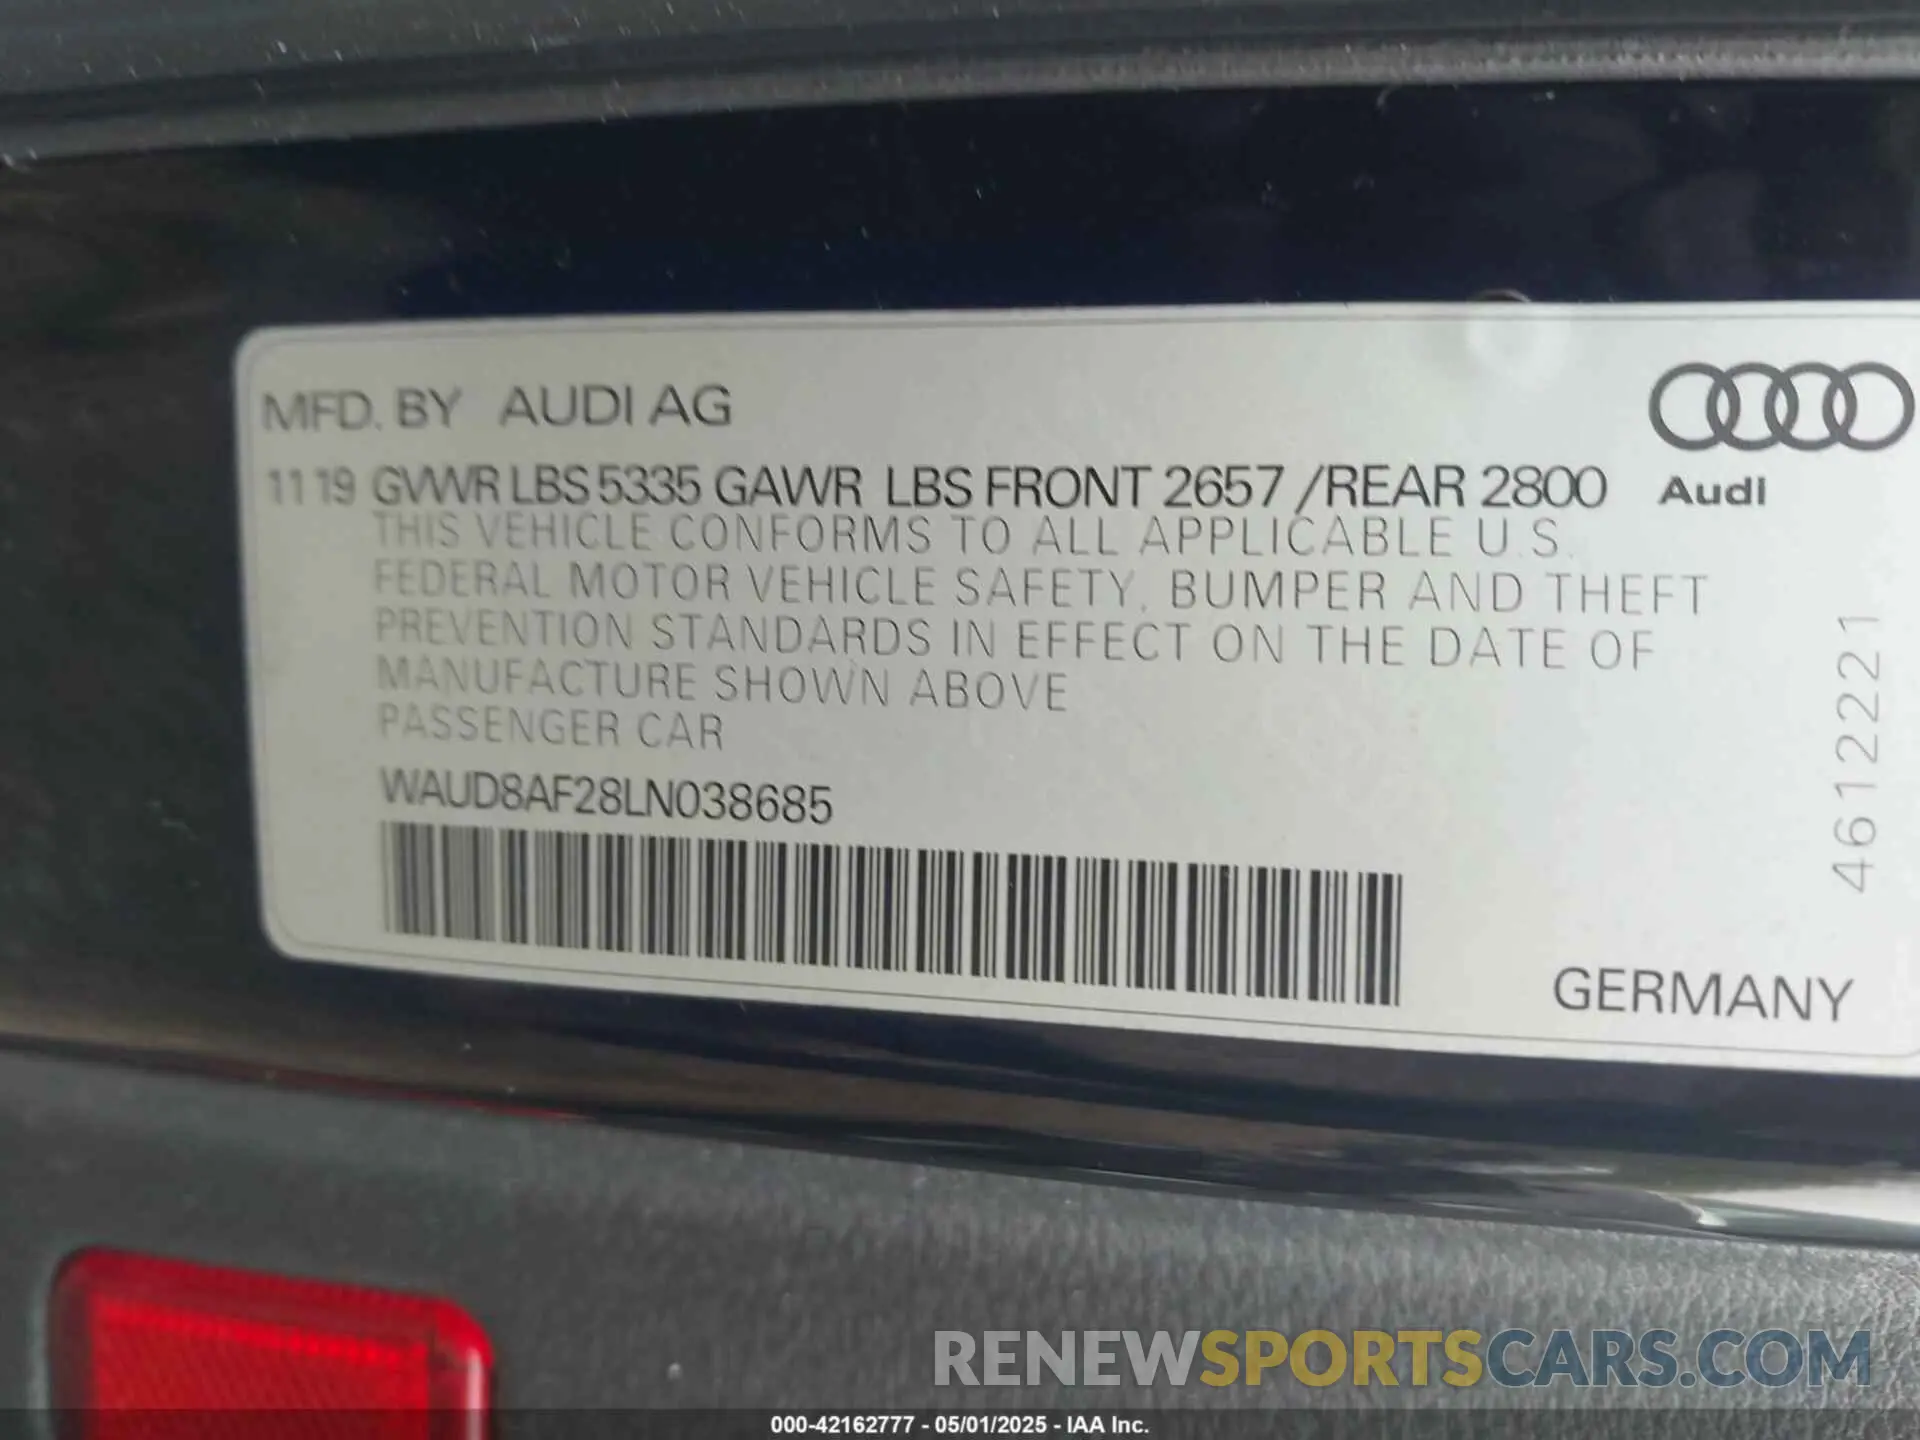 MFD. BY AUDI AG
11 19 GVWR LBS 5335 GAWR LBS FRONT 2657 /REAR 2800
Audi
THIS VEHICLE CONFORMS TO ALL APPLICABLE U.S.
FEDERAL MOTOR VEHICLE SAFETY, BUMPER AND THEFT
PREVENTION STANDARDS IN EFFECT ON THE DATE OF
MANUFACTURE SHOWN ABOVE
PASSENGER CAR
WAUD8AF28LN038685
4612221
GERMANY
RENEWSPORTSCARS.COM
000-42162777 - 05/01/2025 - IAA Inc.